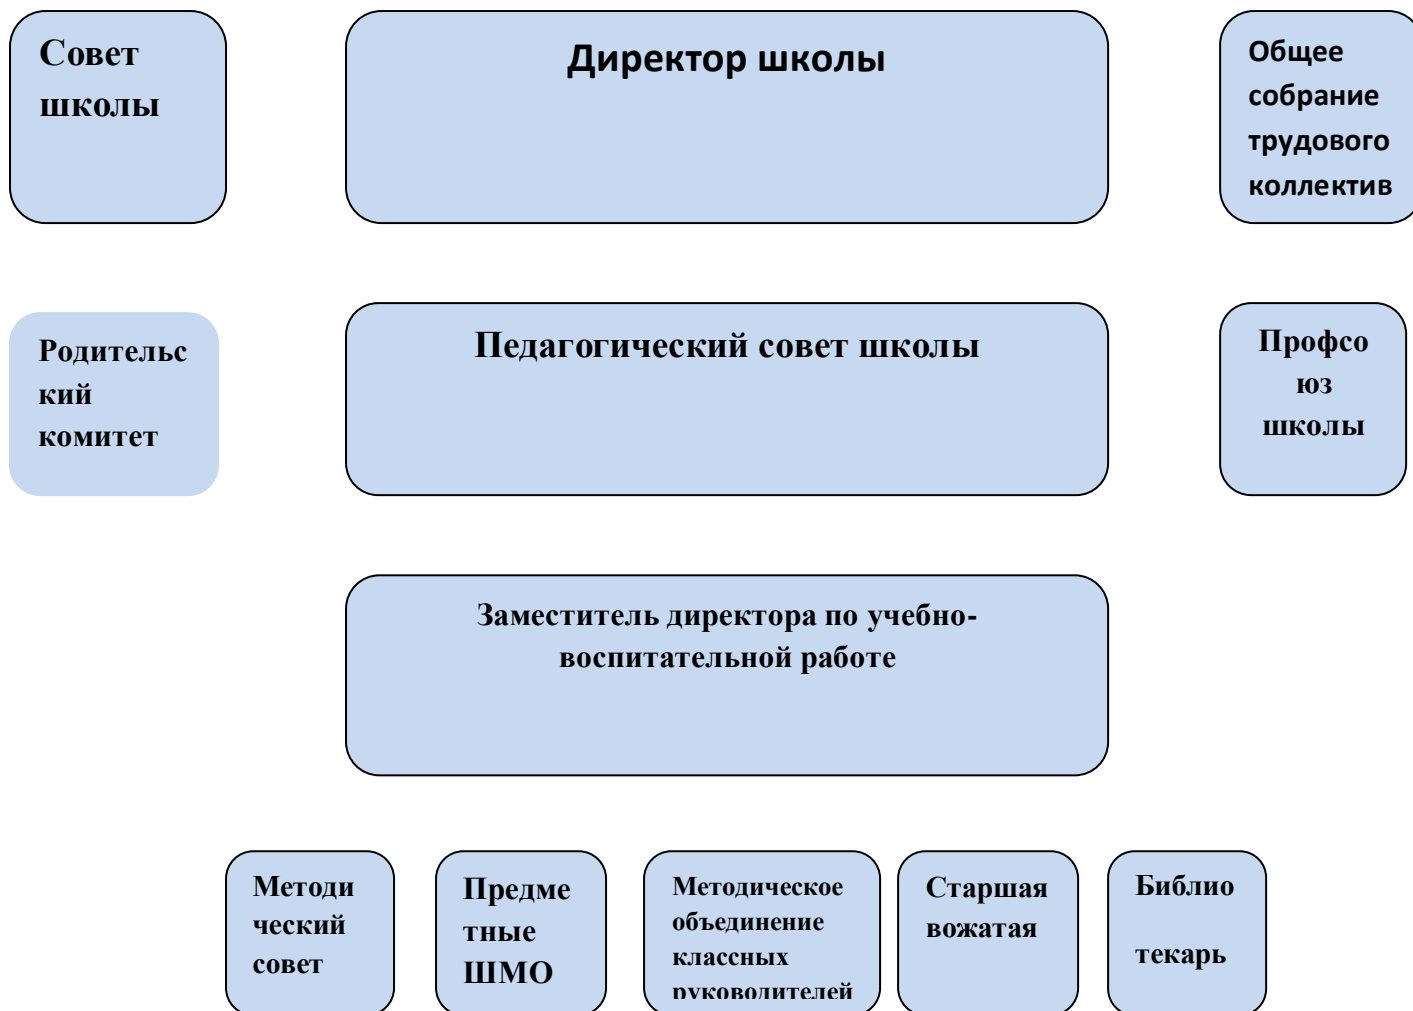 Совет
школы
Директор школы
Общее
собрание
трудового
коллектив
Родительс
кий
комитет
Педагогический совет школы
Профсо
юз
школы
Заместитель директора по учебно-
воспитательной работе
Методи
ческий
совет
Предме
тные
ШМО
Методическое
объединение
классных
руководителей
Старшая
вожатая
Библио
текарь